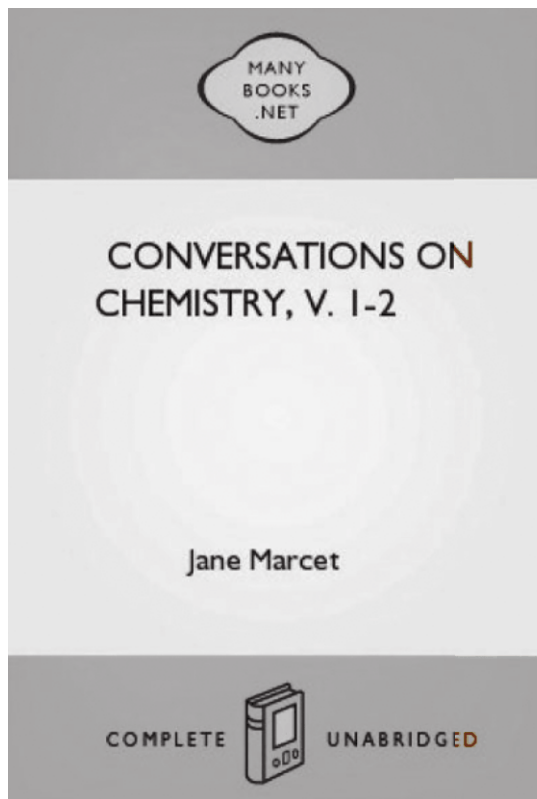 MANY
BOOKS
.NET
CONVERSATIONS ON
CHEMISTRY, V. 1-2
Jane Marcet
COMPLETE UNABRIDGED